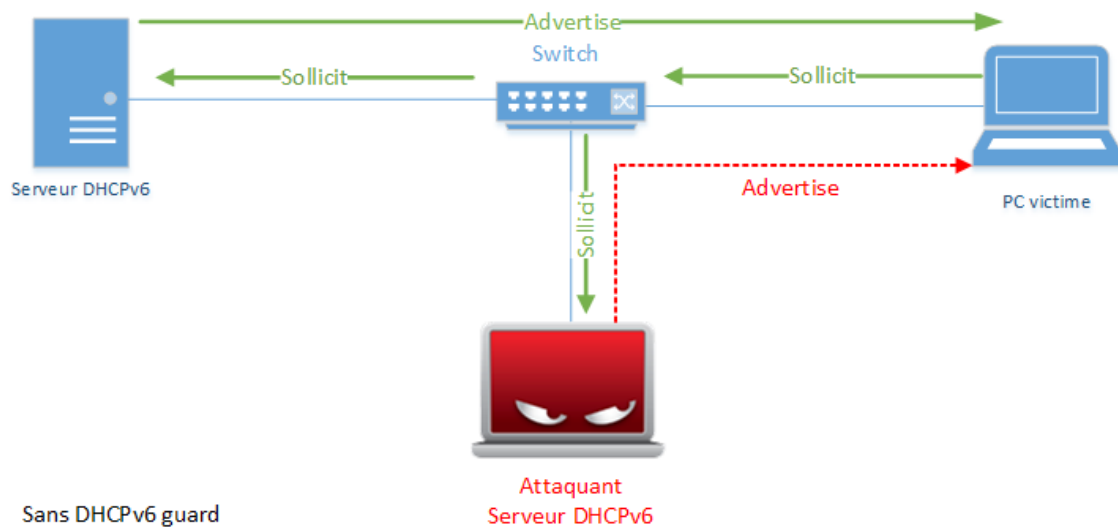 Advertise
Switch
Sollicit
Sollicit
Serveur DHCPv6
Sollicit
Advertise
PC victime
Attaquant
Serveur DHCPv6
Sans DHCPv6 guard